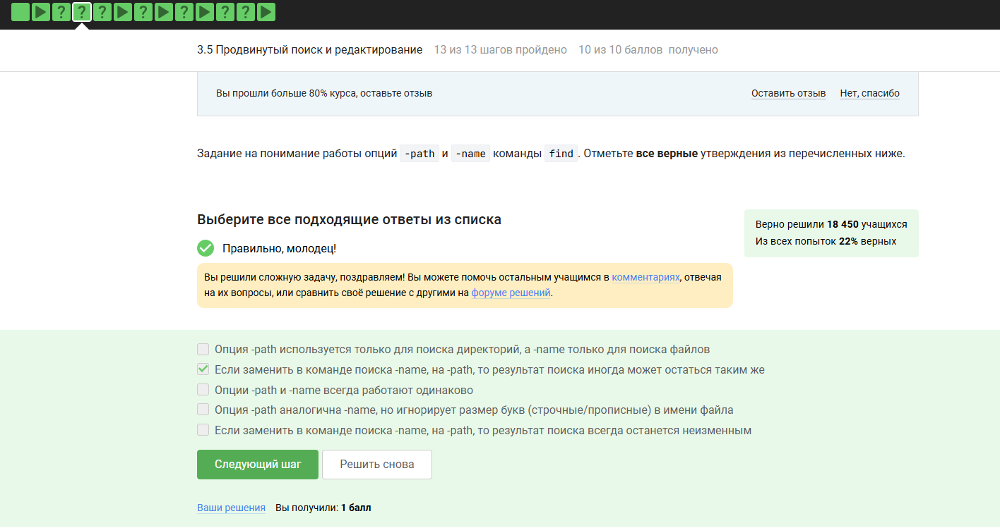 ? ? ? ? ? ? ?
3.5 Продвинутый поиск и редактирование 13 из 13 шагов пройдено 10 из 10 баллов получено
Вы прошли больше 80% курса, оставьте отзыв Оставить отзыв Нет, спасибо
Задание на понимание работы опций -path и -name команды find. Отметьте все верные утверждения из перечисленных ниже.
Выберите все подходящие ответы из списка
Верно решили 18 450 учащихся
Из всех попыток 22% верных
Правильно, молодец!
Вы решили сложную задачу, поздравляем! Вы можете помочь остальным учащимся в комментариях, отвечая
на их вопросы, или сравнить своё решение с другими на форуме решений.
Опция -path используется только для поиска директорий, а -name только для поиска файлов
Если заменить в команде поиска -name, на -path, то результат поиска иногда может остаться таким же
Опции -path и -name всегда работают одинаково
Опция -path аналогична -name, но игнорирует размер букв (строчные/прописные) в имени файла
Если заменить в команде поиска -name, на -path, то результат поиска всегда останется неизменным
Следующий шаг Решить снова
Ваши решения Вы получили: 1 балл